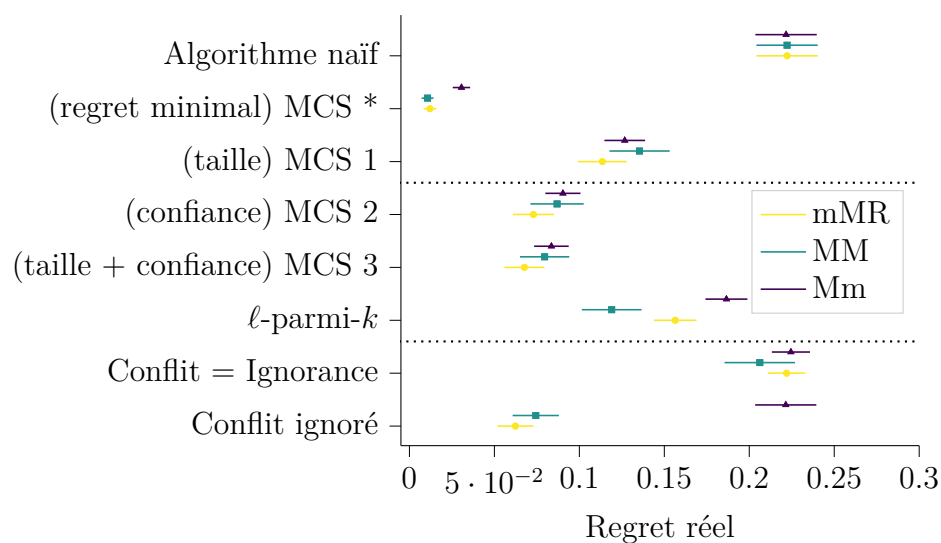 Algorithme naïf
(regret minimal) MCS *
(taille) MCS 1
(confiance) MCS 2
(taille + confiance) MCS 3
ℓ-parmi-k
Conflit = Ignorance
Conflit ignoré
mMR
MM
Mm
0 5 · 10⁻² 0.1 0.15 0.2 0.25 0.3
Regret réel